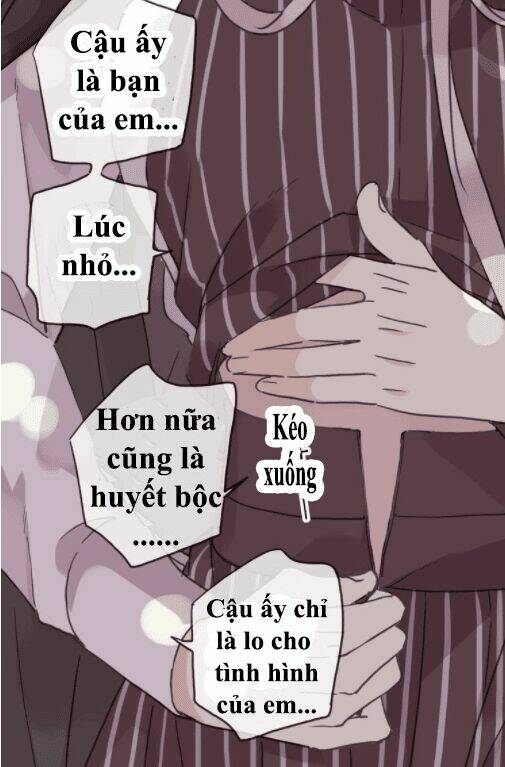 Cậu ấy
là bạn
của em...
Lúc
nhỏ...
Hơn nữa
cũng là
huyết bộc
......
Kéo
xuống
Cậu ấy chỉ
là lo cho
tình hình
của em...